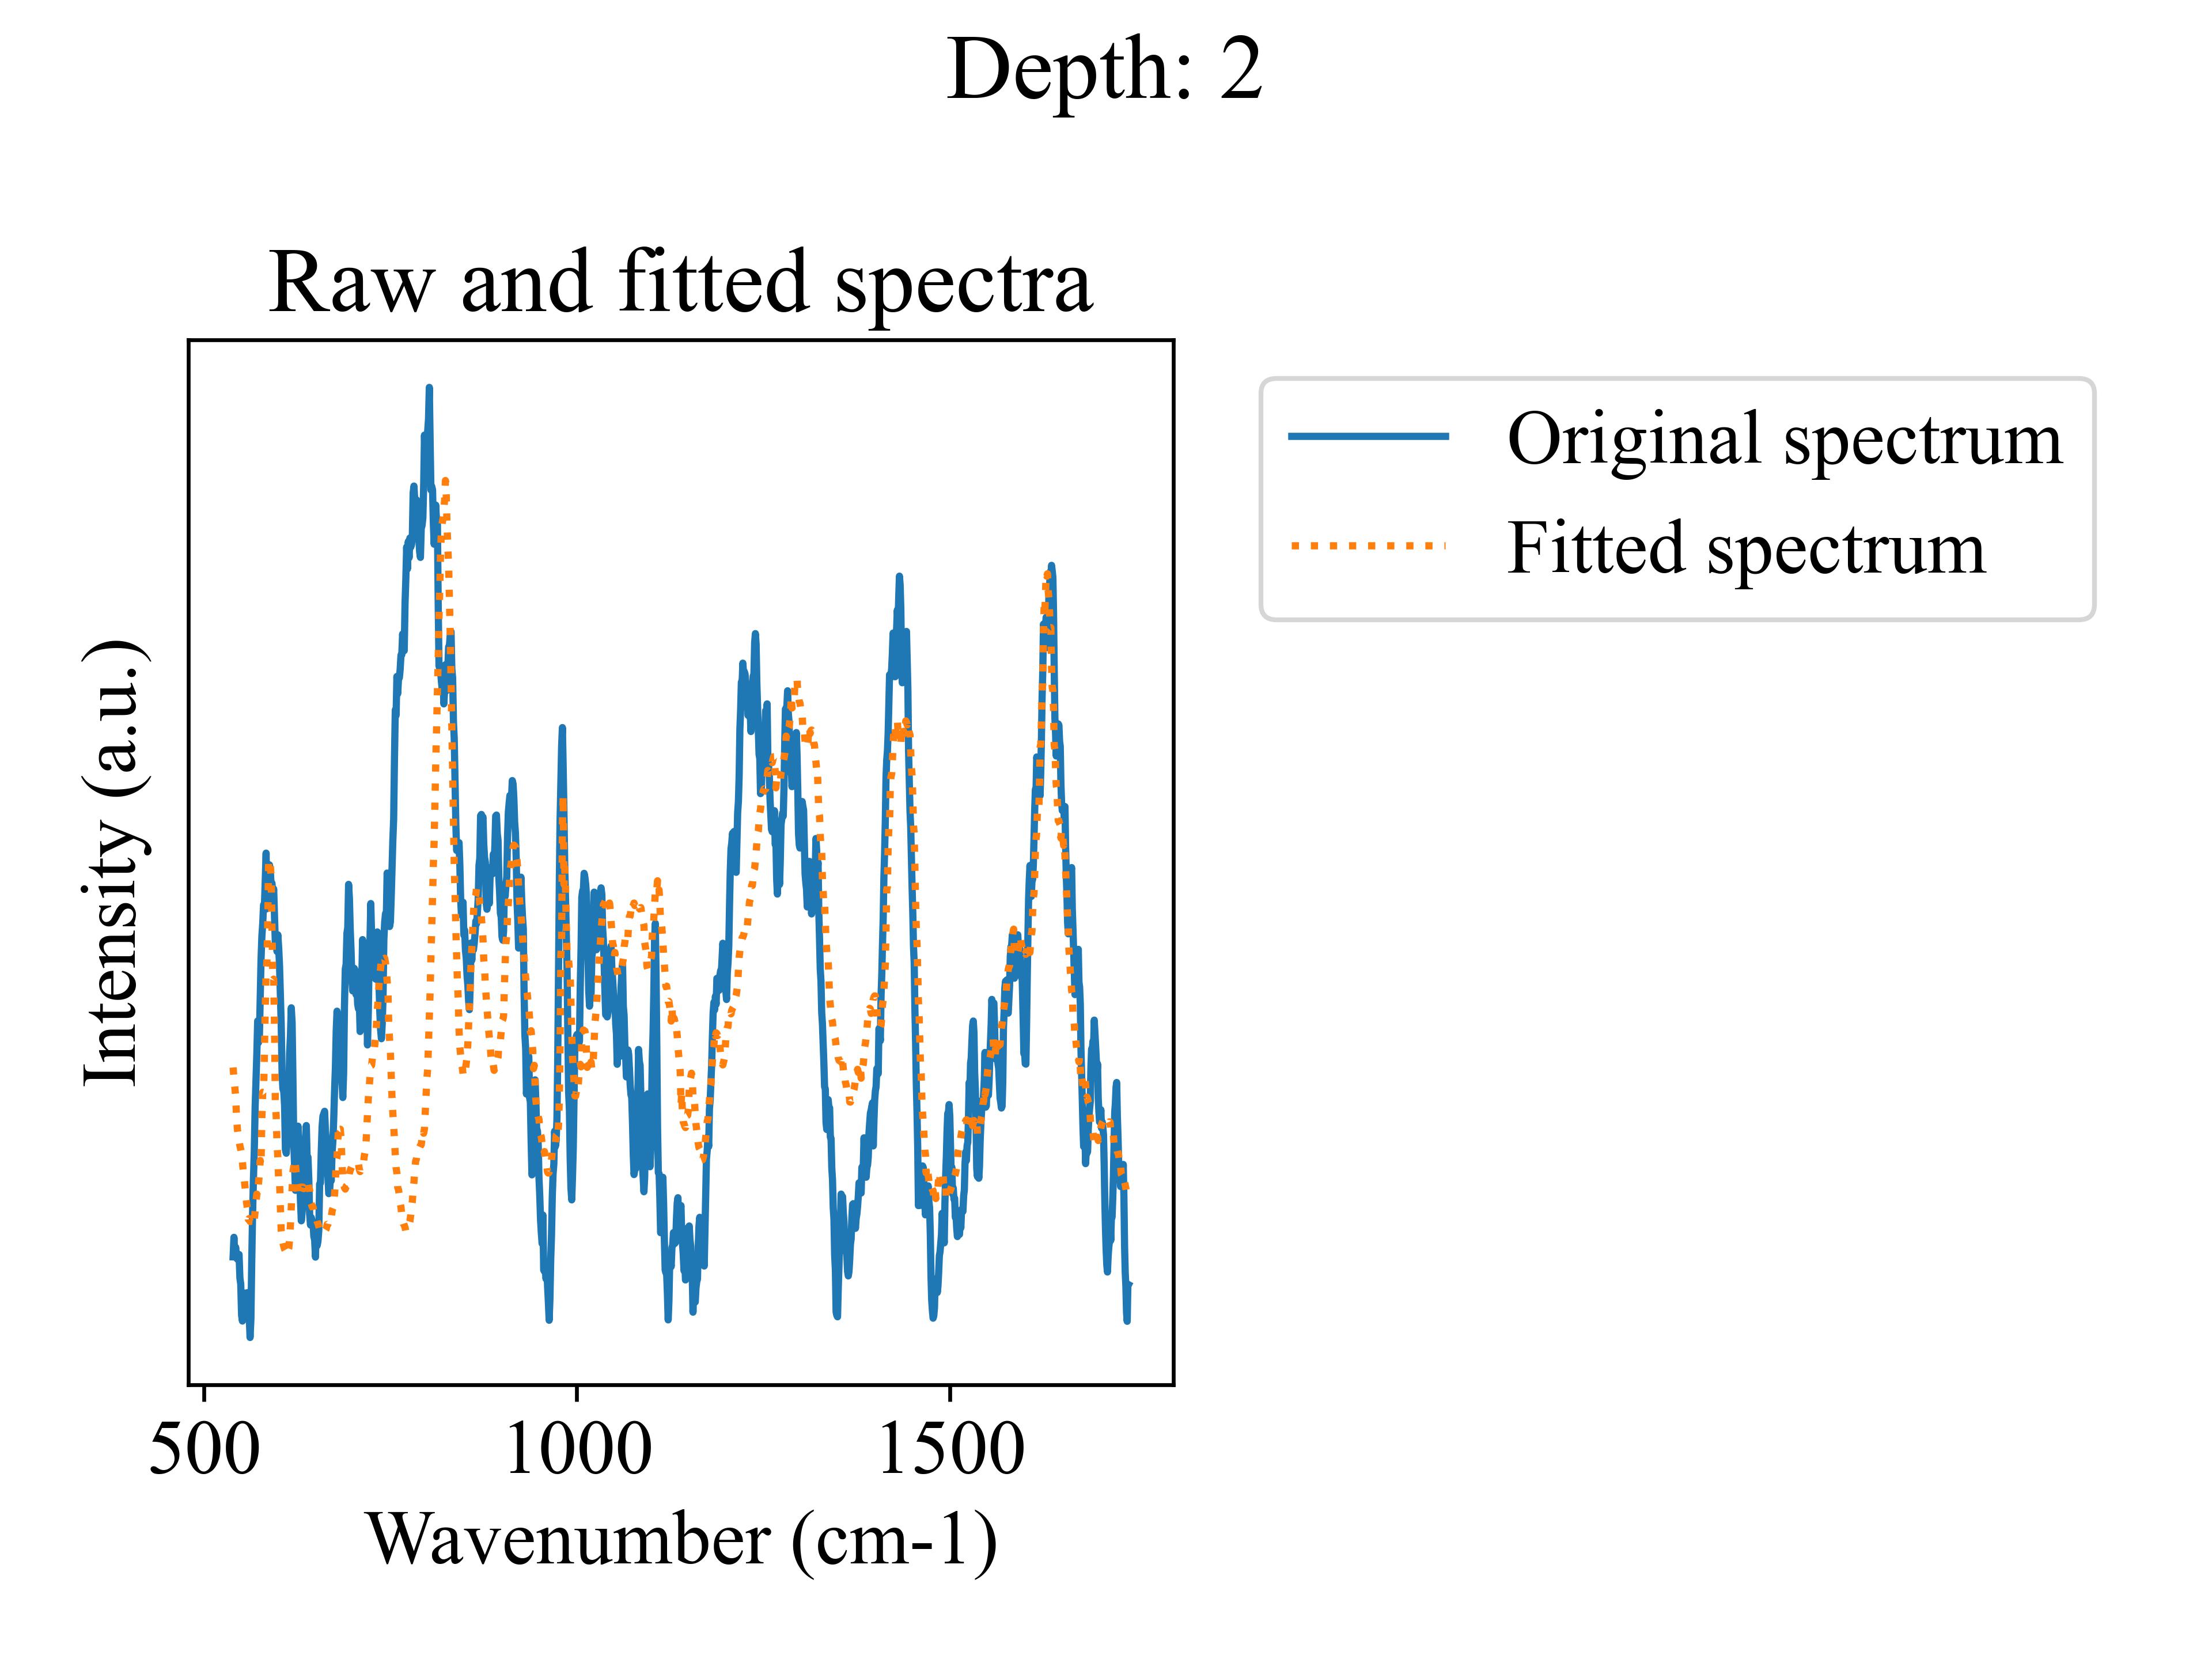 Depth: 2
Raw and fitted spectra
Original spectrum
Fitted spectrum
Intensity (a.u.)
500 1000 1500
Wavenumber (cm-1)